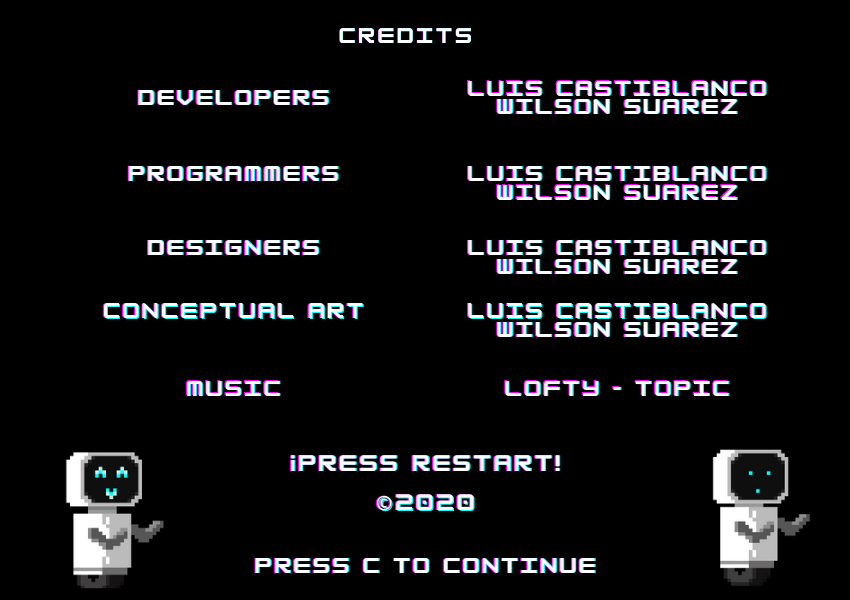 CREDITS
DEVELOPERS
LUIS CASTIBLANCO
WILSON SUAREZ
PROGRAMMERS
LUIS CASTIBLANCO
WILSON SUAREZ
DESIGNERS
LUIS CASTIBLANCO
WILSON SUAREZ
CONCEPTUAL ART
LUIS CASTIBLANCO
WILSON SUAREZ
MUSIC
LOFTY - TOPIC
¡PRESS RESTART!
©2020
PRESS C TO CONTINUE